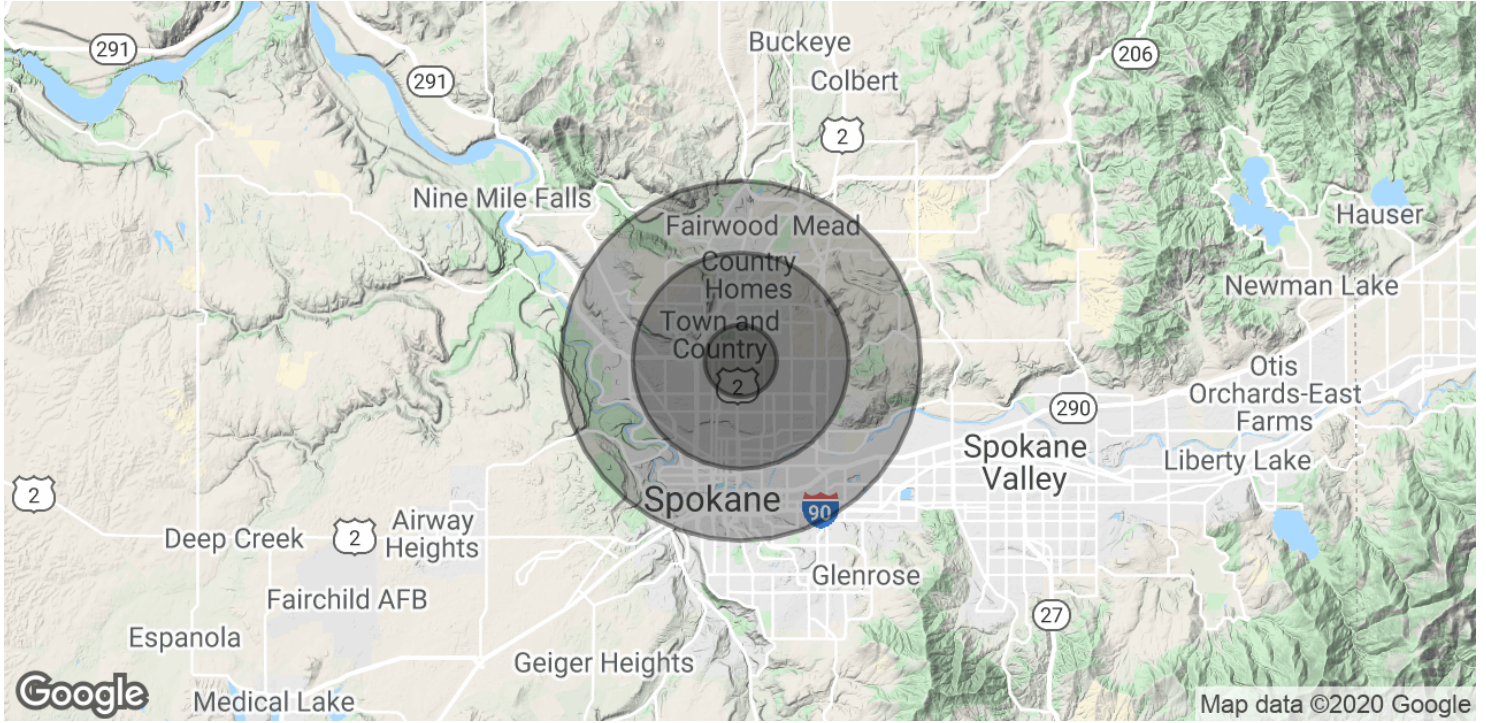 291
Buckeye
206
291
Colbert
2
Nine Mile Falls
Hauser
Fairwood Mead
Country
Homes
Newman Lake
Town and
Country
2
Otis
Orchards-East
Farms
290
Spokane
Valley
Liberty Lake
2
Spokane
90
Airway
Heights
Deep Creek
2
Glenrose
Fairchild AFB
27
Espanola
Geiger Heights
Medical Lake
Google
Map data ©2020 Google